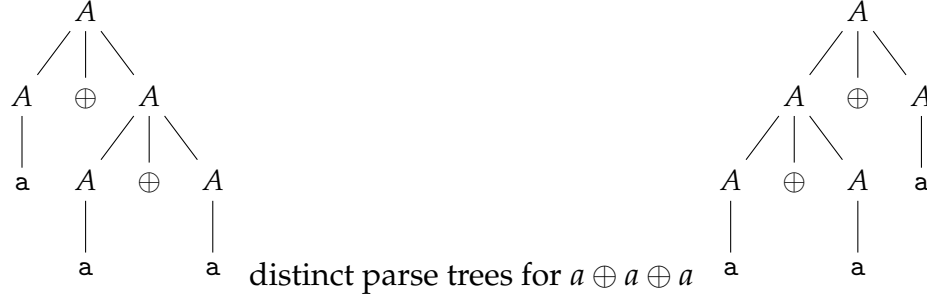 A A
A ⊕ A A ⊕ A
a A ⊕ A A ⊕ A a
a a distinct parse trees for a ⊕ a ⊕ a a a